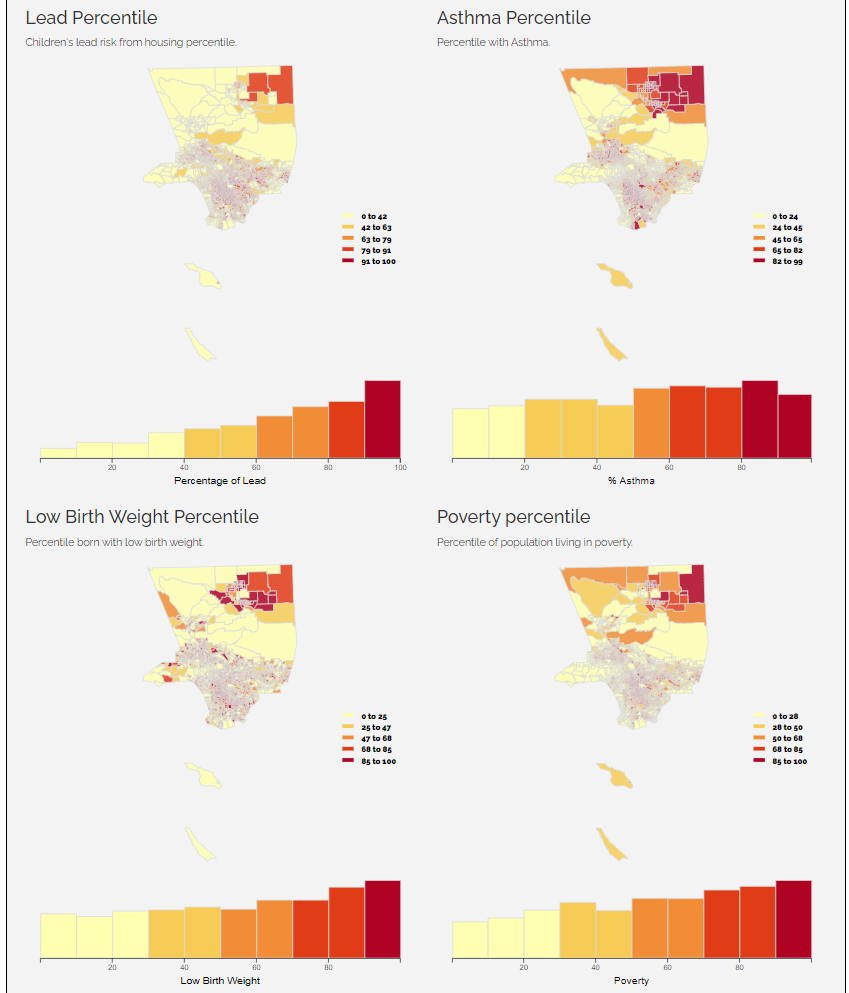 Lead Percentile
Children's lead risk from housing percentile.
0 to 42
42 to 63
63 to 79
79 to 91
91 to 100
20 40 60 80 100
Percentage of Lead
Asthma Percentile
Percentile with Asthma.
0 to 24
24 to 45
45 to 65
65 to 82
82 to 99
20 40 60 80
% Asthma
Low Birth Weight Percentile
Percentile born with low birth weight.
0 to 25
25 to 47
47 to 68
68 to 85
85 to 100
20 40 60 80
Low Birth Weight
Poverty percentile
Percentile of population living in poverty.
0 to 28
28 to 50
50 to 68
68 to 85
85 to 100
20 40 60 80
Poverty